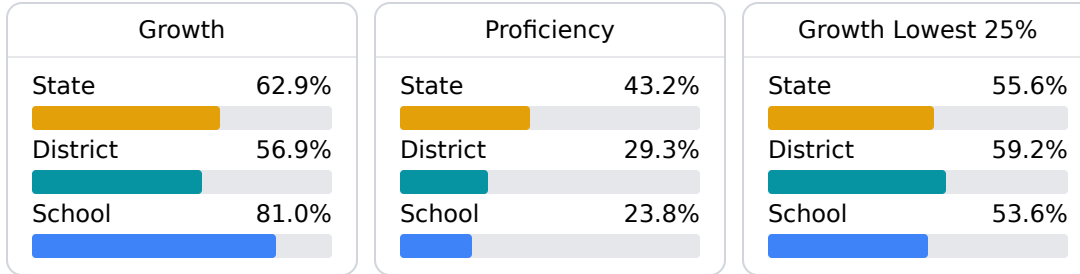 Growth
State 62.9%
District 56.9%
School 81.0%
Proficiency
State 43.2%
District 29.3%
School 23.8%
Growth Lowest 25%
State 55.6%
District 59.2%
School 53.6%